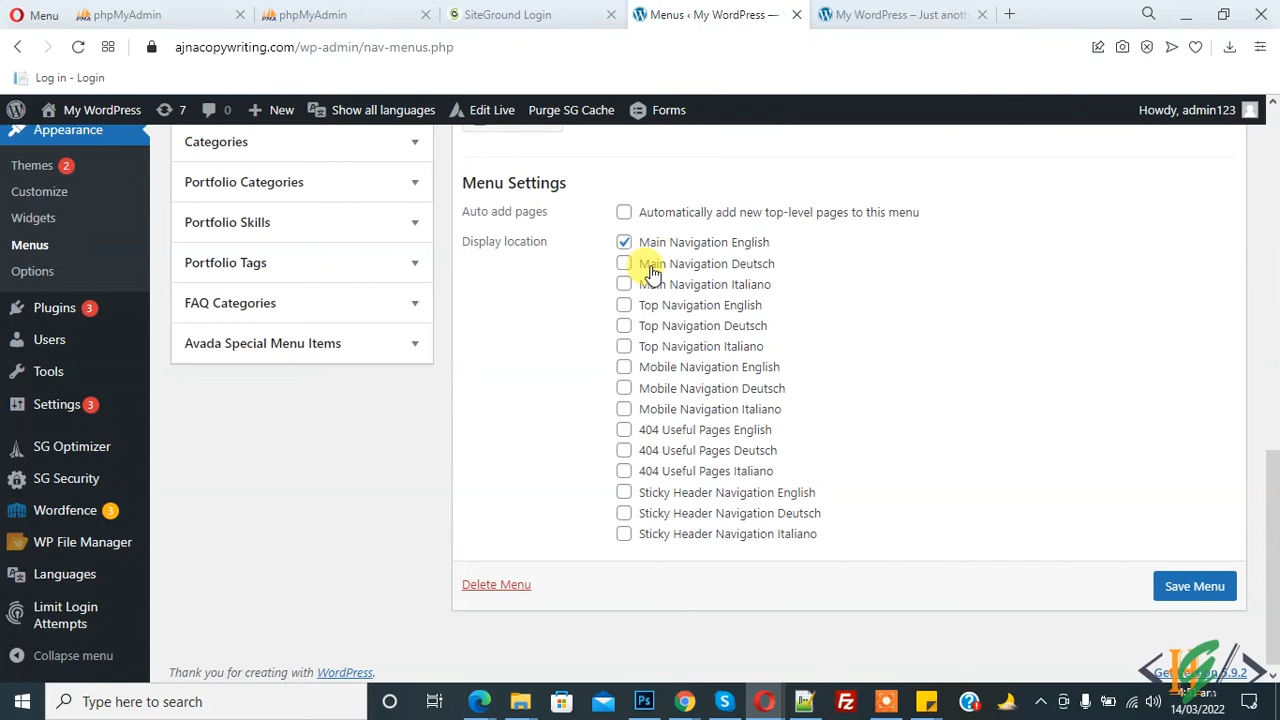 Menu
phpMyAdmin
phpMyAdmin
SiteGround Login
Menus ‹ My WordPress —
My WordPress – Just anoth
ajnacopywriting.com/wp-admin/nav-menus.php
Log in - Login
My WordPress
7
0
New
Show all languages
Edit Live
Purge SG Cache
Forms
Howdy, admin123
Appearance
Themes 2
Customize
Widgets
Menus
Options
Plugins 3
Users
Tools
Settings 3
SG Optimizer
SG Security
Wordfence 3
WP File Manager
Languages
Limit Login
Attempts
Collapse menu
Categories
Portfolio Categories
Portfolio Skills
Portfolio Tags
FAQ Categories
Avada Special Menu Items
Menu Settings
Auto add pages
Automatically add new top-level pages to this menu
Display location
Main Navigation English
Main Navigation Deutsch
Main Navigation Italiano
Top Navigation English
Top Navigation Deutsch
Top Navigation Italiano
Mobile Navigation English
Mobile Navigation Deutsch
Mobile Navigation Italiano
404 Useful Pages English
404 Useful Pages Deutsch
404 Useful Pages Italiano
Sticky Header Navigation English
Sticky Header Navigation Deutsch
Sticky Header Navigation Italiano
Delete Menu
Save Menu
Thank you for creating with WordPress.
Type here to search
14/03/2022